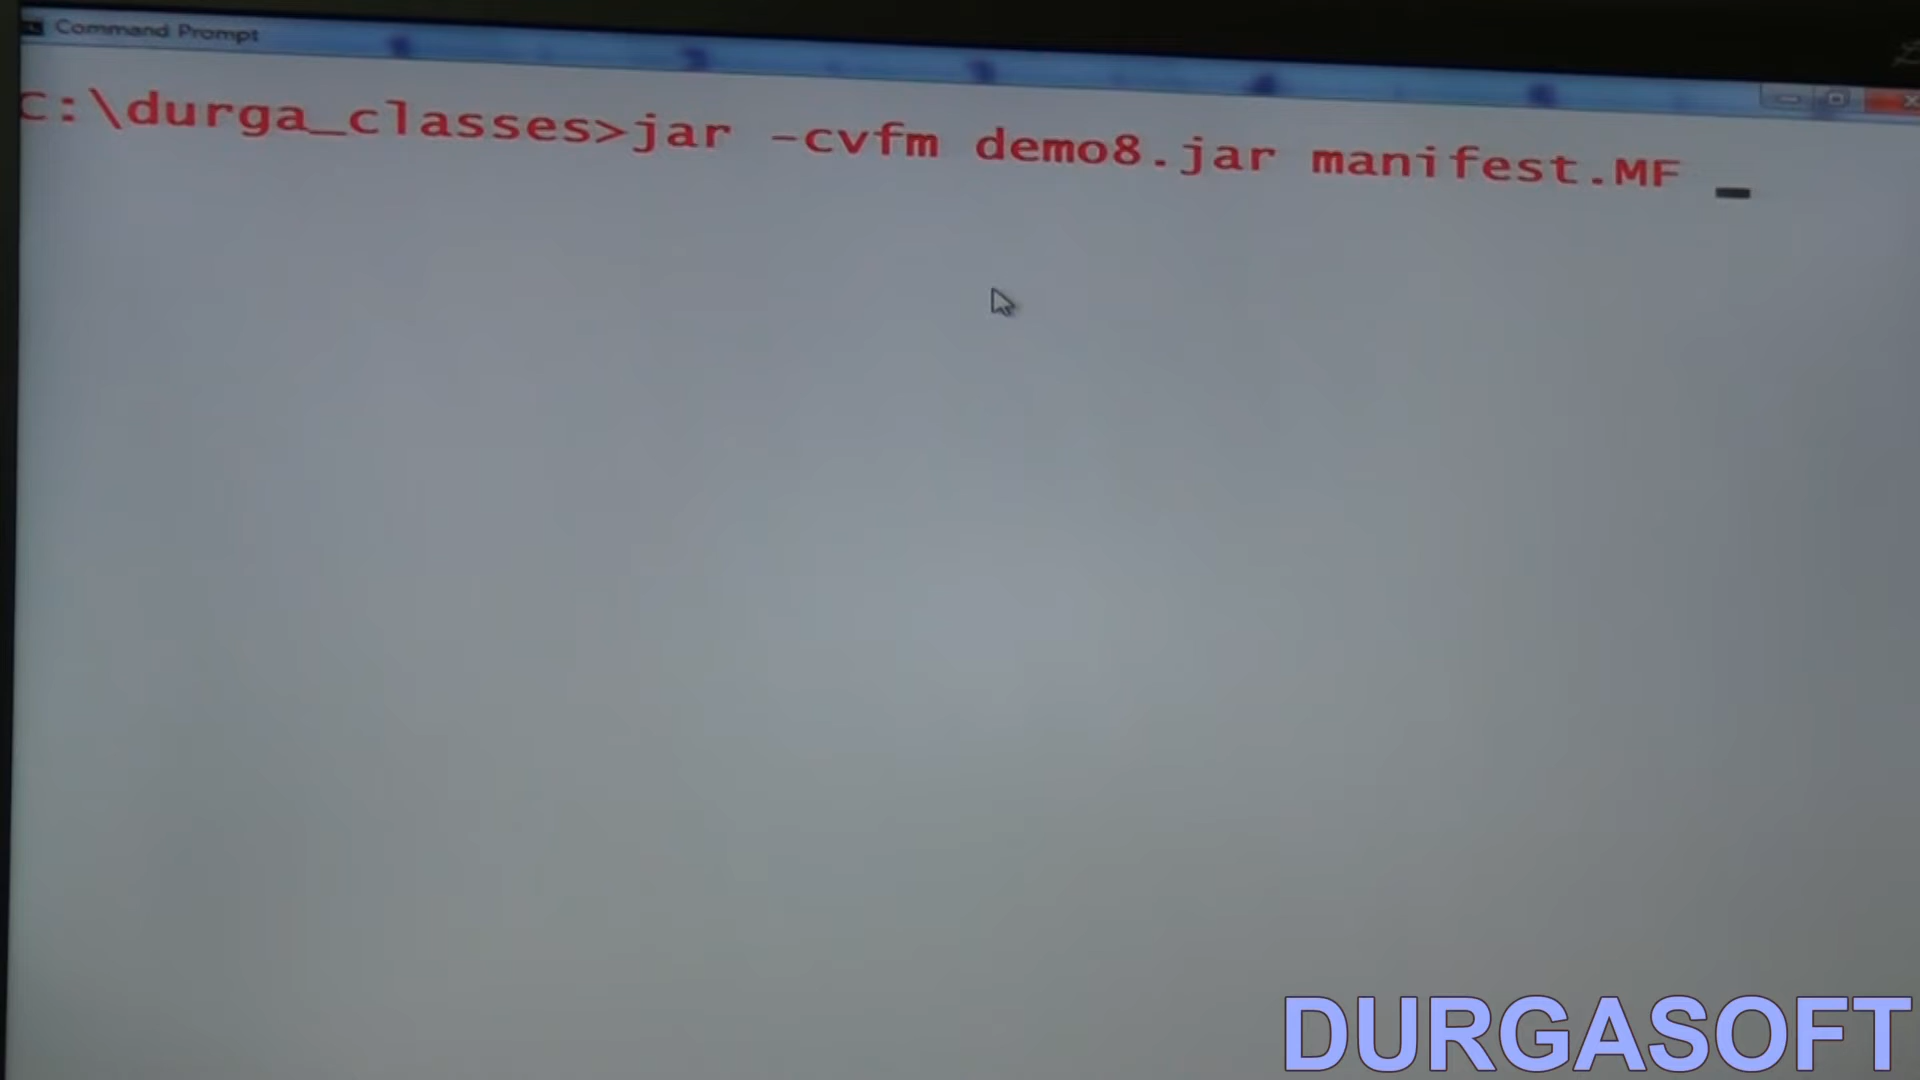 Command Prompt
C:\durga_classes>jar -cvfm demo8.jar manifest.MF
DURGASOFT